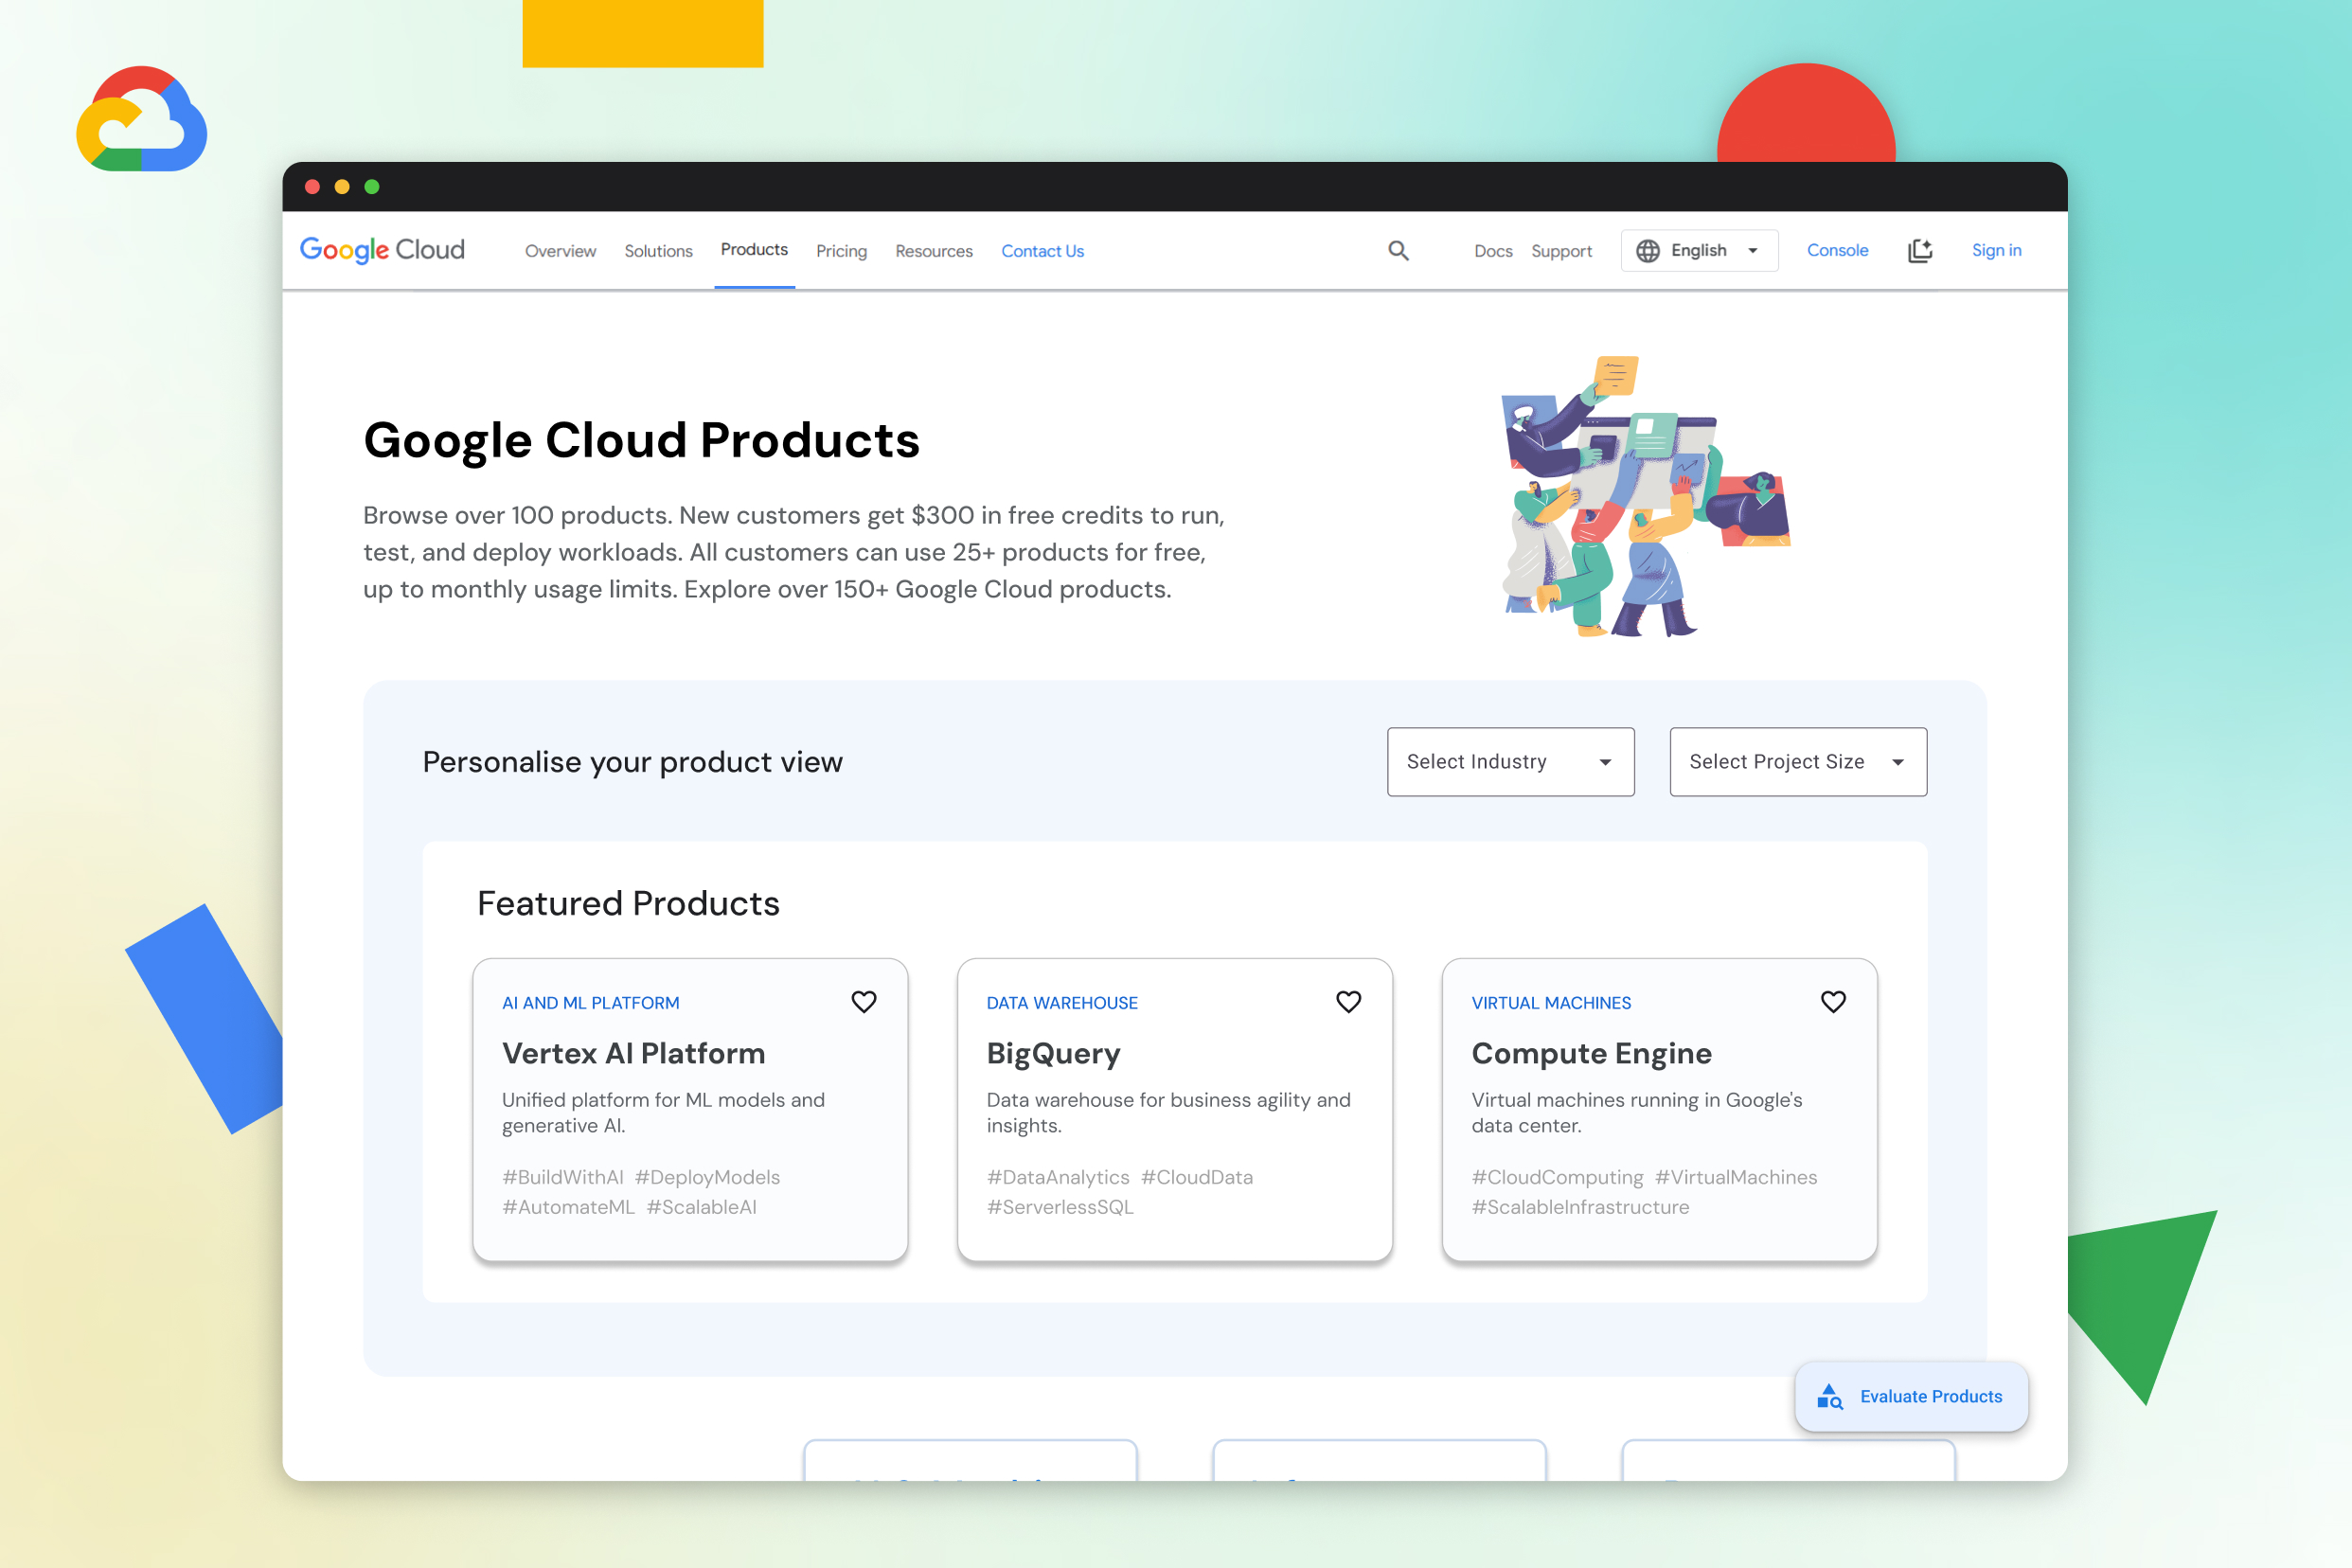 Google Cloud
Overview
Solutions
Products
Pricing
Resources
Contact Us
Docs
Support
English
Console
Sign in
Google Cloud Products
Browse over 100 products. New customers get $300 in free credits to run,
test, and deploy workloads. All customers can use 25+ products for free,
up to monthly usage limits. Explore over 150+ Google Cloud products.
Personalise your product view
Select Industry
Select Project Size
Featured Products
AI AND ML PLATFORM
Vertex AI Platform
Unified platform for ML models and
generative AI.
#BuildWithAI #DeployModels
#AutomateML #ScalableAI
DATA WAREHOUSE
BigQuery
Data warehouse for business agility and
insights.
#DataAnalytics #CloudData
#ServerlessSQL
VIRTUAL MACHINES
Compute Engine
Virtual machines running in Google's
data center.
#CloudComputing #VirtualMachines
#ScalableInfrastructure
Evaluate Products